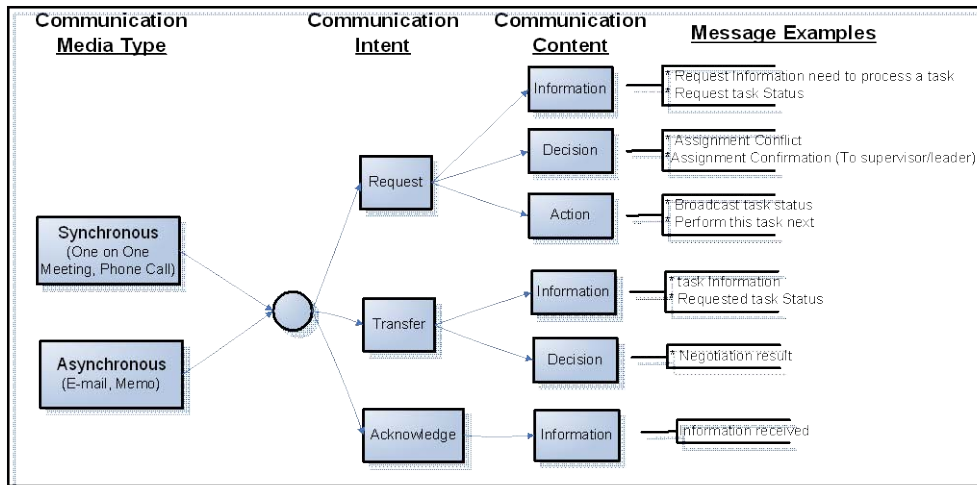 Communication
Media Type
Communication
Intent
Communication
Content
Message Examples
Synchronous
(One on One
Meeting, Phone Call)
Asynchronous
(E-mail, Memo)
Request
Transfer
Acknowledge
Information
Decision
Action
Information
Decision
Information
* Request Information need to process a task
* Request task Status
* Assignment Conflict
*Assignment Confirmation (To supervisor/leader)
* Broadcast task status
* Perform this task next
* task Information
* Requested task Status
* Negotiation result
Information received